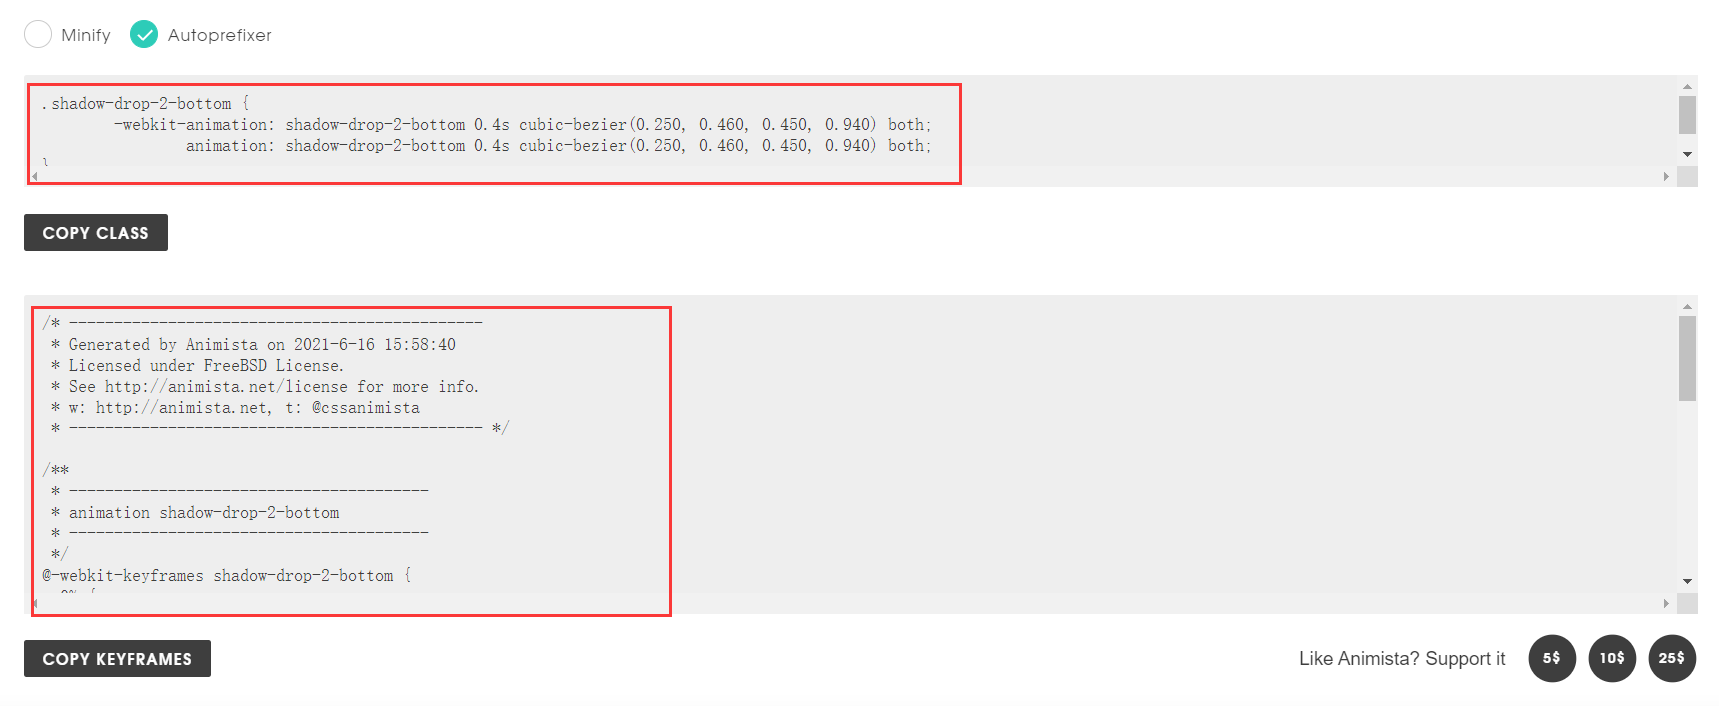 Minify Autoprefixer
.shadow-drop-2-bottom {
-webkit-animation: shadow-drop-2-bottom 0.4s cubic-bezier(0.250, 0.460, 0.450, 0.940) both;
animation: shadow-drop-2-bottom 0.4s cubic-bezier(0.250, 0.460, 0.450, 0.940) both;
}
COPY CLASS
/* ----------------------------------------------
 * Generated by Animista on 2021-6-16 15:58:40
 * Licensed under FreeBSD License.
 * See http://animista.net/license for more info.
 * w: http://animista.net, t: @cssanimista
 * ---------------------------------------------- */
/**
 * ----------------------------------------
 * animation shadow-drop-2-bottom
 * ----------------------------------------
 */
@-webkit-keyframes shadow-drop-2-bottom {
0% {
COPY KEYFRAMES
Like Animista? Support it 5$ 10$ 25$